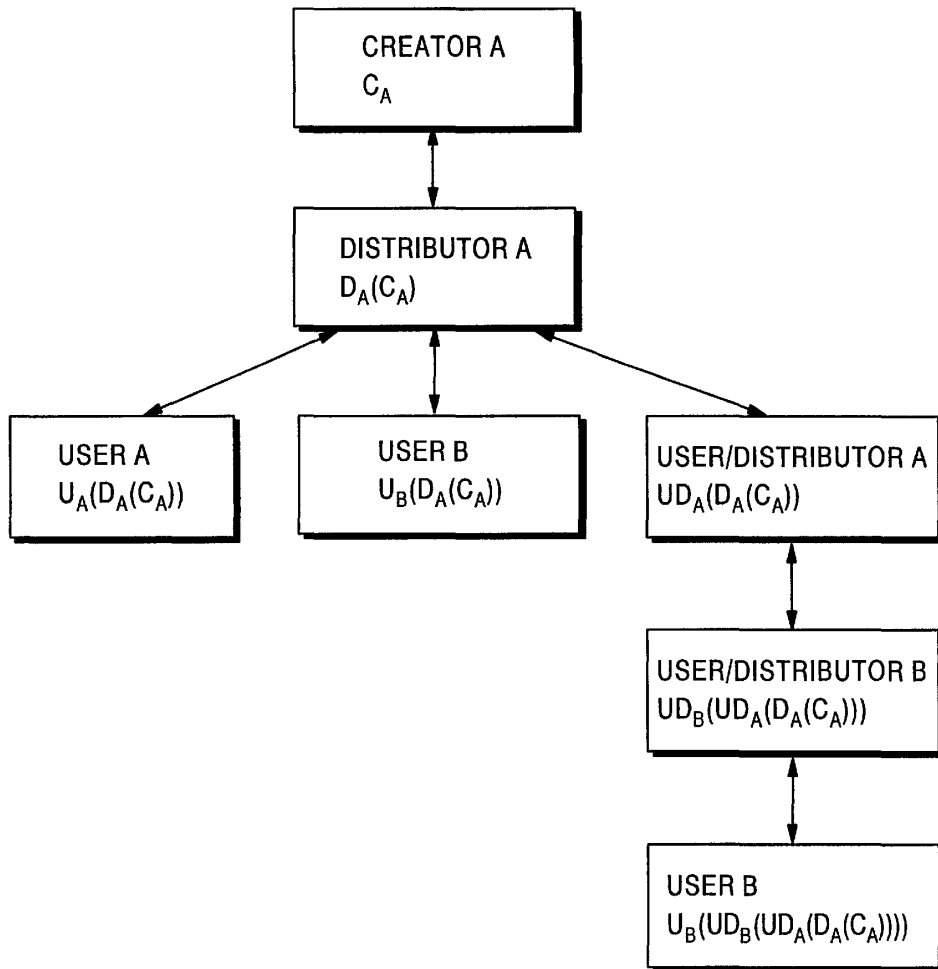 CREATOR A
C_A
DISTRIBUTOR A
D_A(C_A)
USER A
U_A(D_A(C_A))
USER B
U_B(D_A(C_A))
USER/DISTRIBUTOR A
UD_A(D_A(C_A))
USER/DISTRIBUTOR B
UD_B(UD_A(D_A(C_A)))
USER B
U_B(UD_B(UD_A(D_A(C_A))))